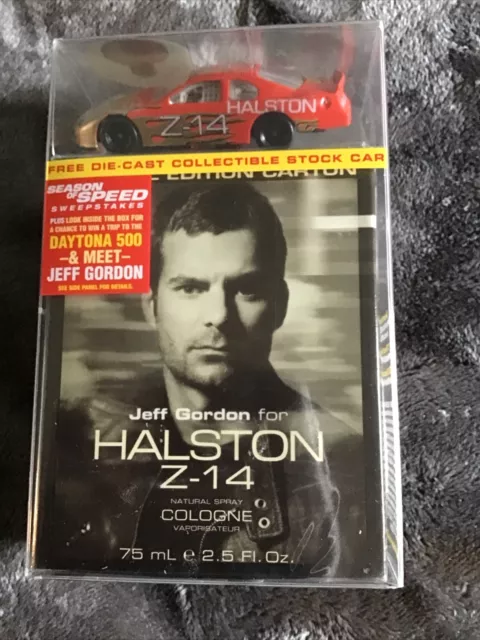 HALSTON
Z-14
FREE DIE-CAST COLLECTIBLE STOCK CAR
EDITION CARTON
SEASON
OF SPEED
SWEEPSTAKES
PLUS LOOK INSIDE THE BOX FOR
A CHANCE TO WIN A TRIP TO THE
DAYTONA 500
–& MEET–
JEFF GORDON
SEE SIDE PANEL FOR DETAILS.
Jeff Gordon for
HALSTON
Z-14
NATURAL SPRAY
COLOGNE
VAPORISATEUR
75 mL e 2.5 Fl. Oz.